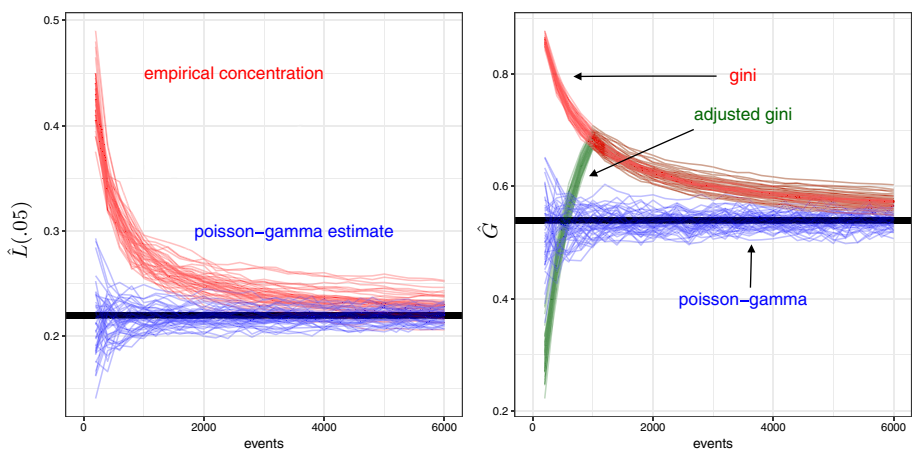 0.5
0.4
0.3
0.2
L̂(.05)
empirical concentration
poisson−gamma estimate
0
2000
4000
6000
events
0.8
0.6
0.4
0.2
Ĝ
gini
adjusted gini
poisson−gamma
0
2000
4000
6000
events